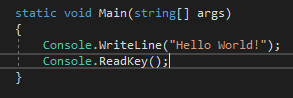 static void Main(string[] args)
{
    Console.WriteLine("Hello World!");
    Console.ReadKey();
}